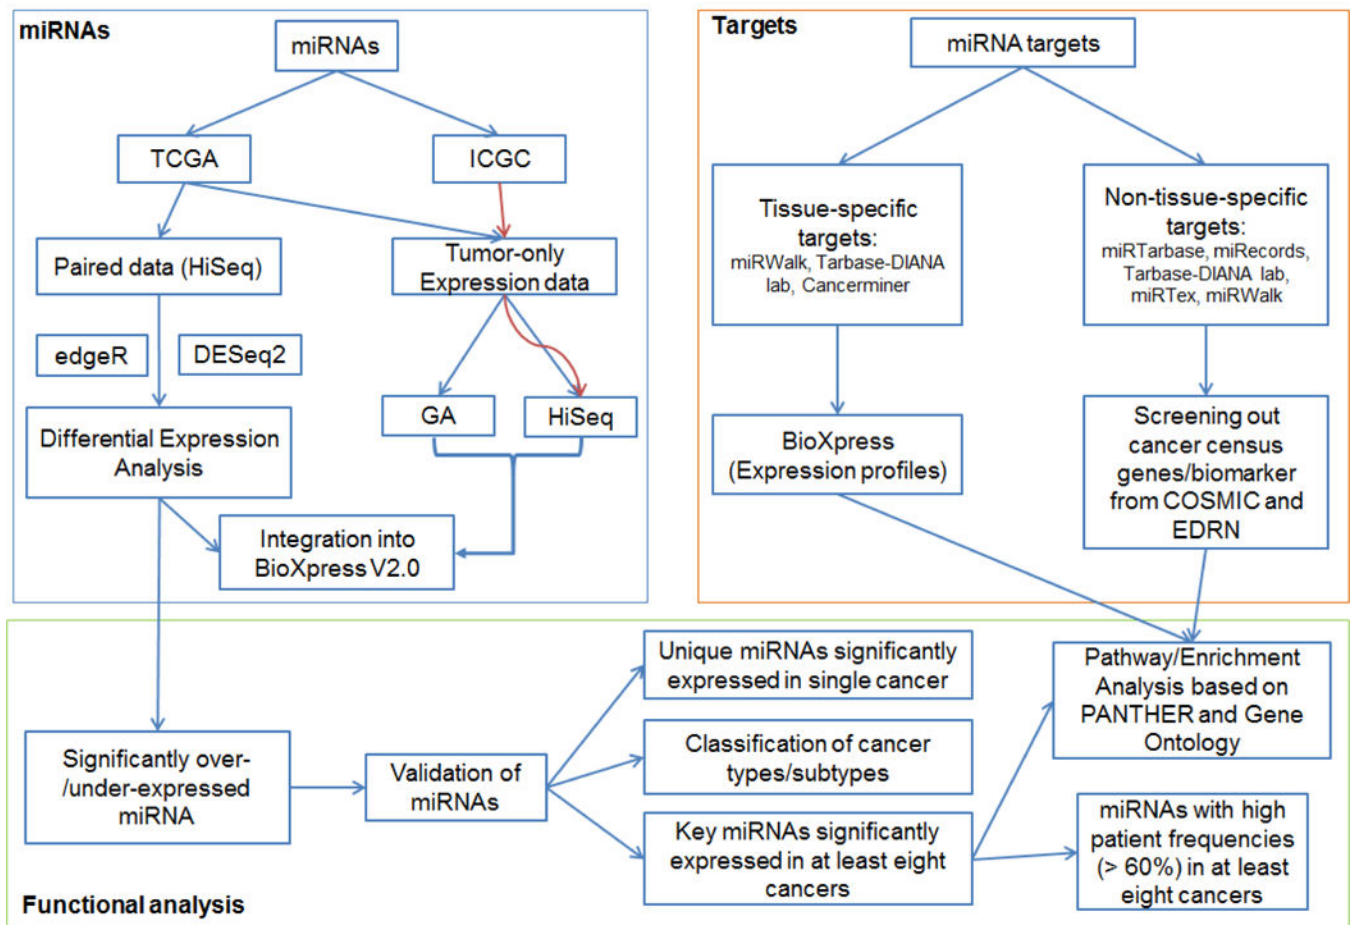 miRNAs
miRNAs
TCGA
ICGC
Paired data (HiSeq)
Tumor-only
Expression data
edgeR
DESeq2
GA
HiSeq
Differential Expression
Analysis
Integration into
BioXpress V2.0
Targets
miRNA targets
Tissue-specific
targets:
miRWalk, Tarbase-DIANA
lab, Cancerminer
Non-tissue-specific
targets:
miRTarbase, miRecords,
Tarbase-DIANA lab,
miRTex, miRWalk
BioXpress
(Expression profiles)
Screening out
cancer census
genes/biomarker
from COSMIC and
EDRN
Significantly over-
/under-expressed
miRNA
Validation of
miRNAs
Unique miRNAs significantly
expressed in single cancer
Classification of cancer
types/subtypes
Key miRNAs significantly
expressed in at least eight
cancers
Pathway/Enrichment
Analysis based on
PANTHER and Gene
Ontology
miRNAs with high
patient frequencies
(> 60%) in at least
eight cancers
Functional analysis